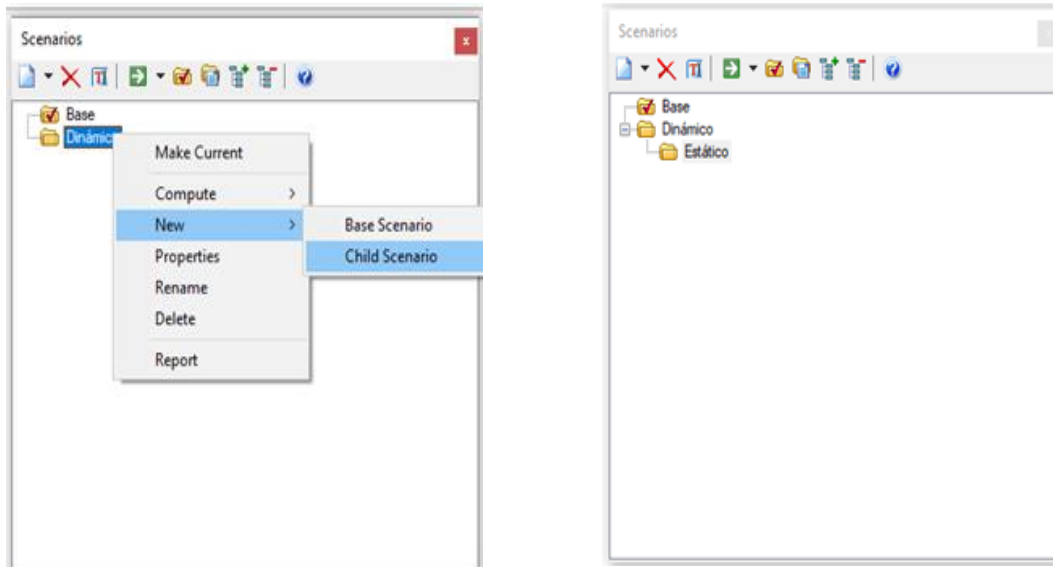 Scenarios
Base
Dinámico
Make Current
Compute
New
Properties
Rename
Delete
Report
Base Scenario
Child Scenario
Scenarios
Base
Dinámico
Estático